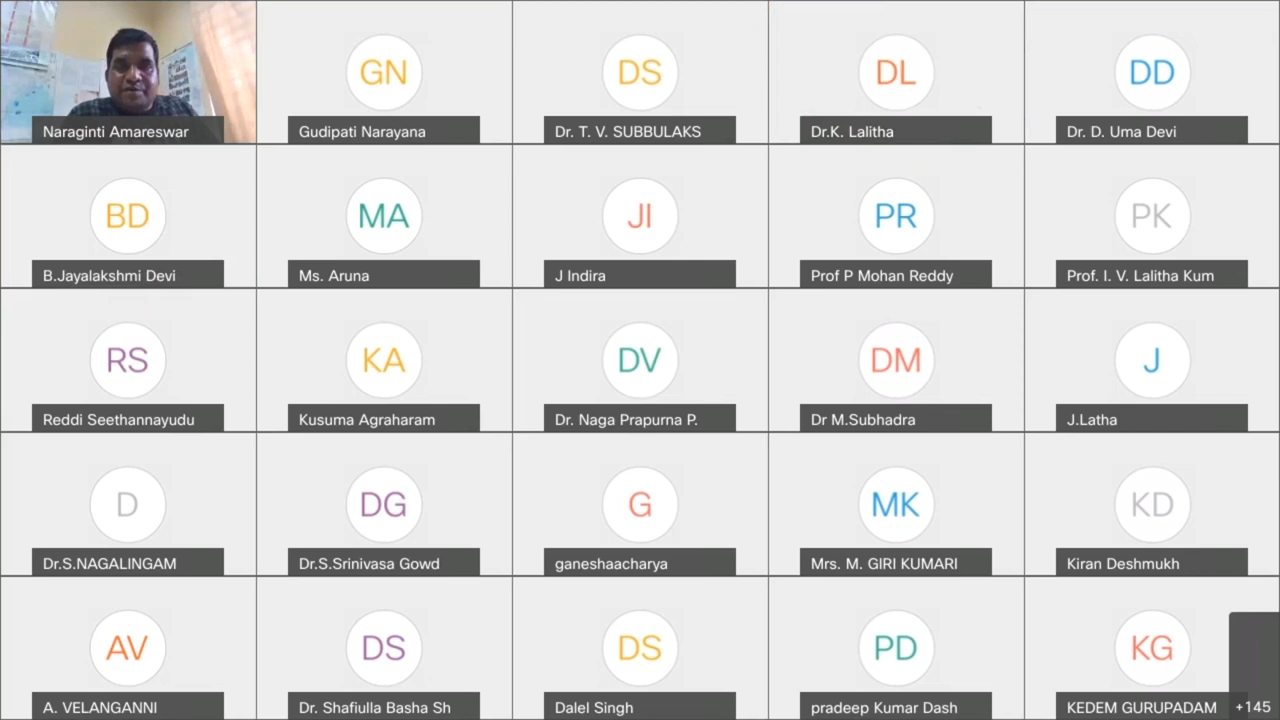 Naraginti Amareswar
GN
Gudipati Narayana
DS
Dr. T. V. SUBBULAKS
DL
Dr.K. Lalitha
DD
Dr. D. Uma Devi
BD
B.Jayalakshmi Devi
MA
Ms. Aruna
JI
J Indira
PR
Prof P Mohan Reddy
PK
Prof. I. V. Lalitha Kum
RS
Reddi Seethannayudu
KA
Kusuma Agraharam
DV
Dr. Naga Prapurna P.
DM
Dr M.Subhadra
J
J.Latha
D
Dr.S.NAGALINGAM
DG
Dr.S.Srinivasa Gowd
G
ganeshaacharya
MK
Mrs. M. GIRI KUMARI
KD
Kiran Deshmukh
AV
A. VELANGANNI
DS
Dr. Shafiulla Basha Sh
DS
Dalel Singh
PD
pradeep Kumar Dash
KG
KEDEM GURUPADAM
+145